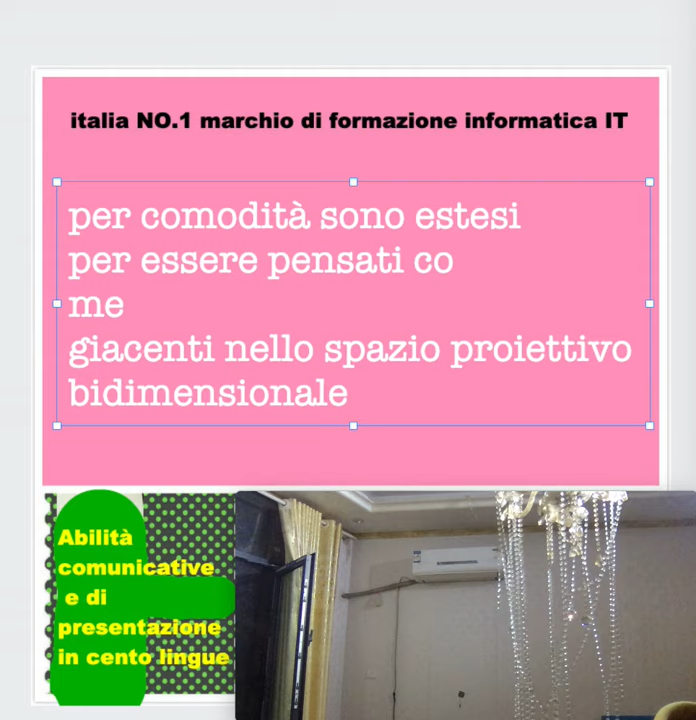 italia NO.1 marchio di formazione informatica IT
per comodità sono estesi
per essere pensati co
me
giacenti nello spazio proiettivo
bidimensionale
Abilità
comunicative
e di
presentazione
in cento lingue